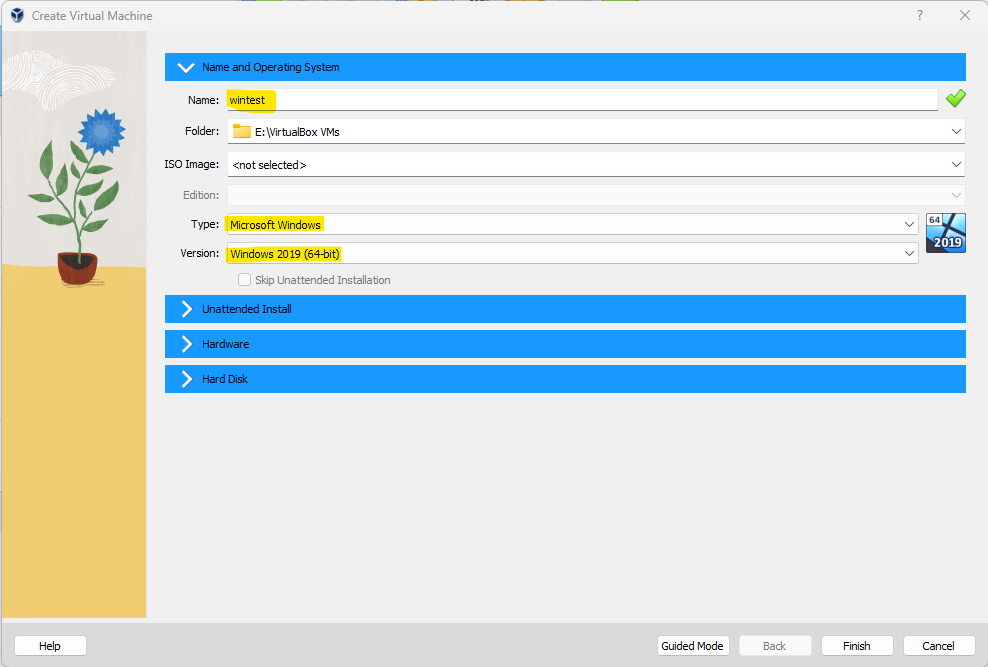 Create Virtual Machine
?
Name and Operating System
Name: wintest
Folder: E:\VirtualBox VMs
ISO Image: <not selected>
Edition:
Type: Microsoft Windows
64
2019
Version: Windows 2019 (64-bit)
Skip Unattended Installation
Unattended Install
Hardware
Hard Disk
Help Guided Mode Back Finish Cancel